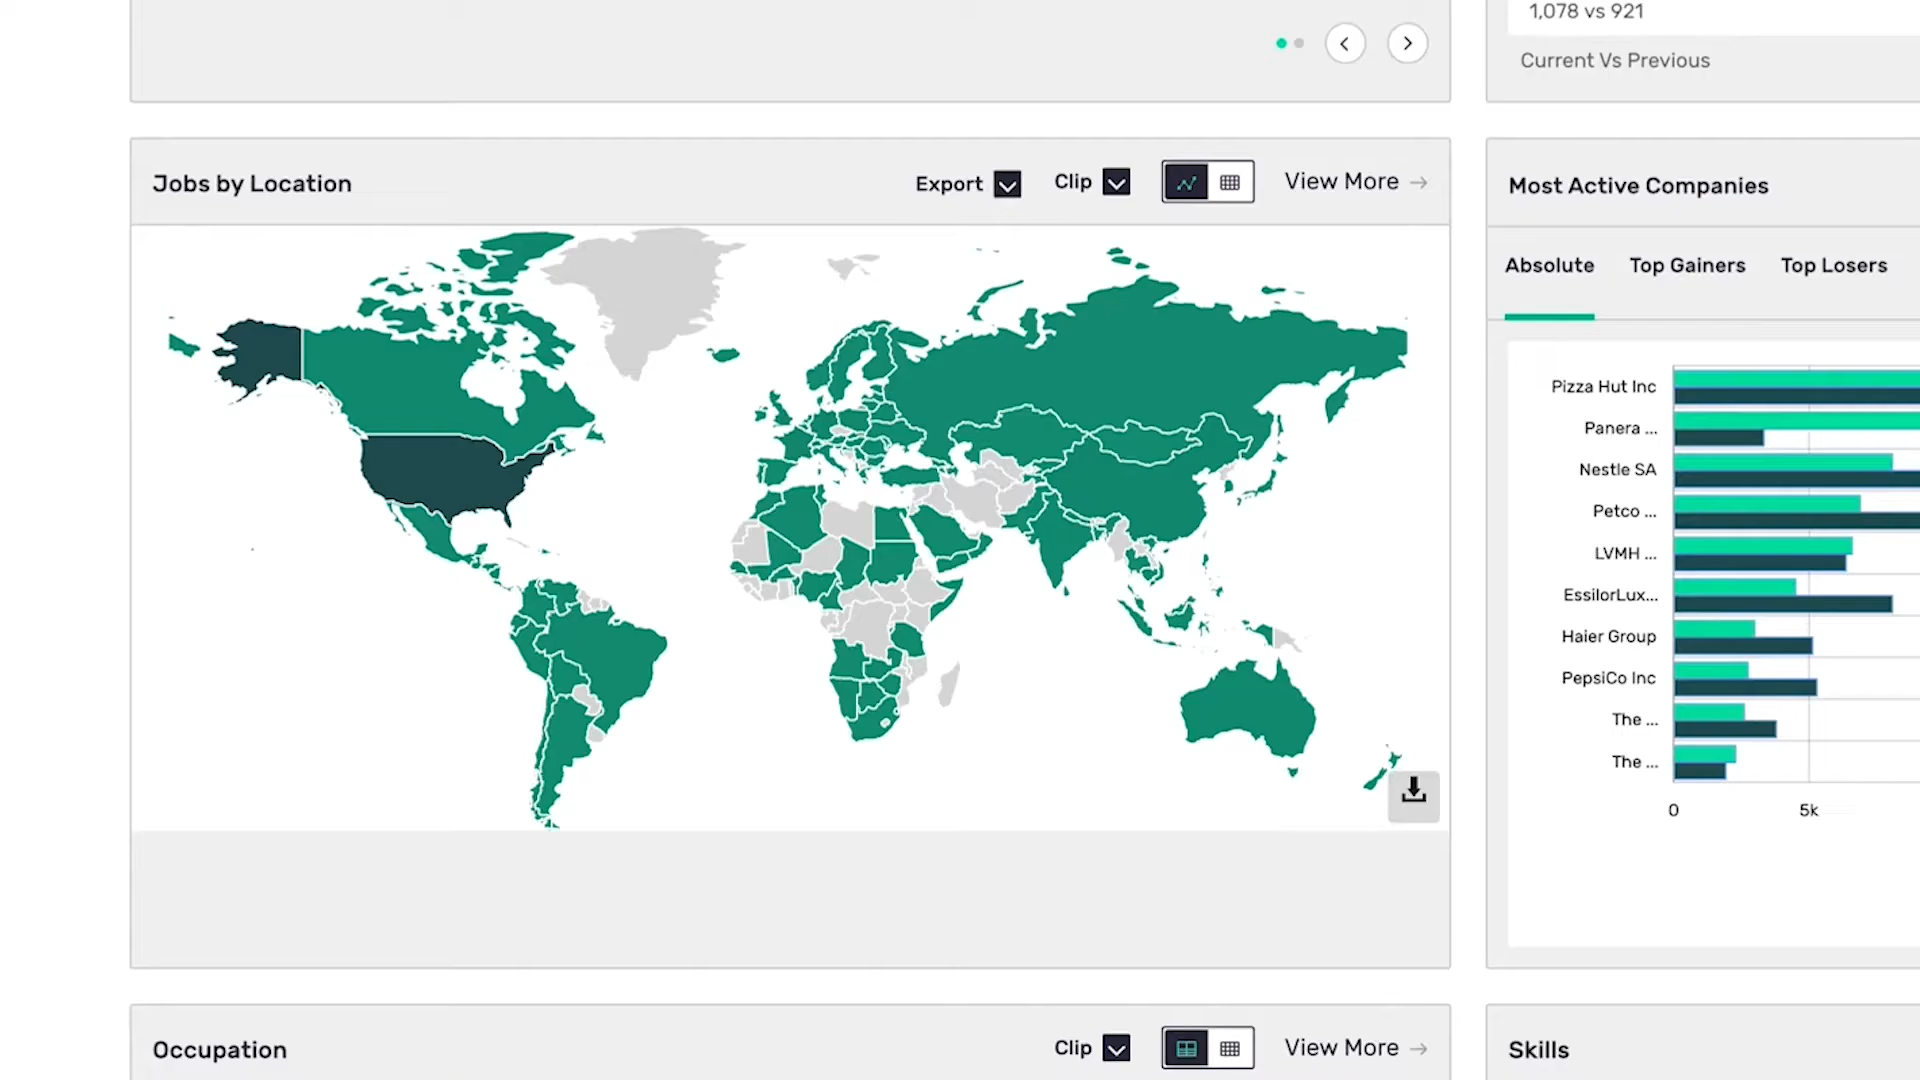 1,078 vs 921
Current Vs Previous
Jobs by Location
Export
Clip
View More →
Most Active Companies
Absolute
Top Gainers
Top Losers
Pizza Hut Inc
Panera ...
Nestle SA
Petco ...
LVMH ...
EssilorLux...
Haier Group
PepsiCo Inc
The ...
The ...
0
5k
Occupation
Clip
View More →
Skills